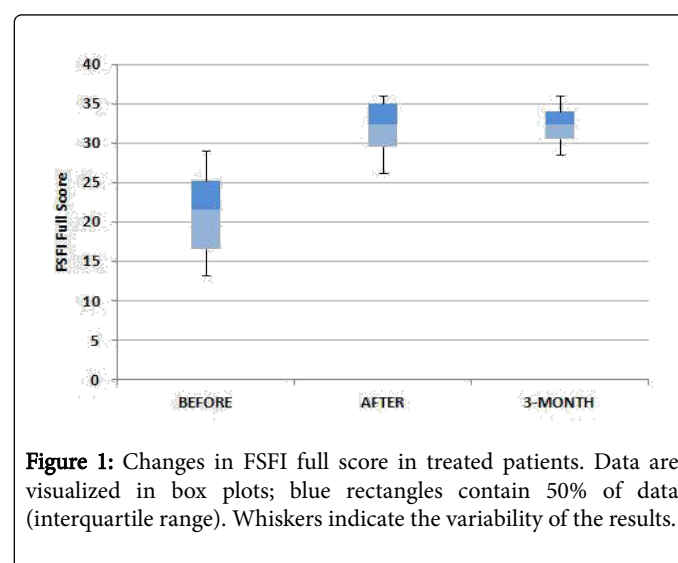 40
35
30
25
20
15
10
5
0
FSFI Full Score
BEFORE AFTER 3-MONTH
Figure 1: Changes in FSFI full score in treated patients. Data are
visualized in box plots; blue rectangles contain 50% of data
(interquartile range). Whiskers indicate the variability of the results.